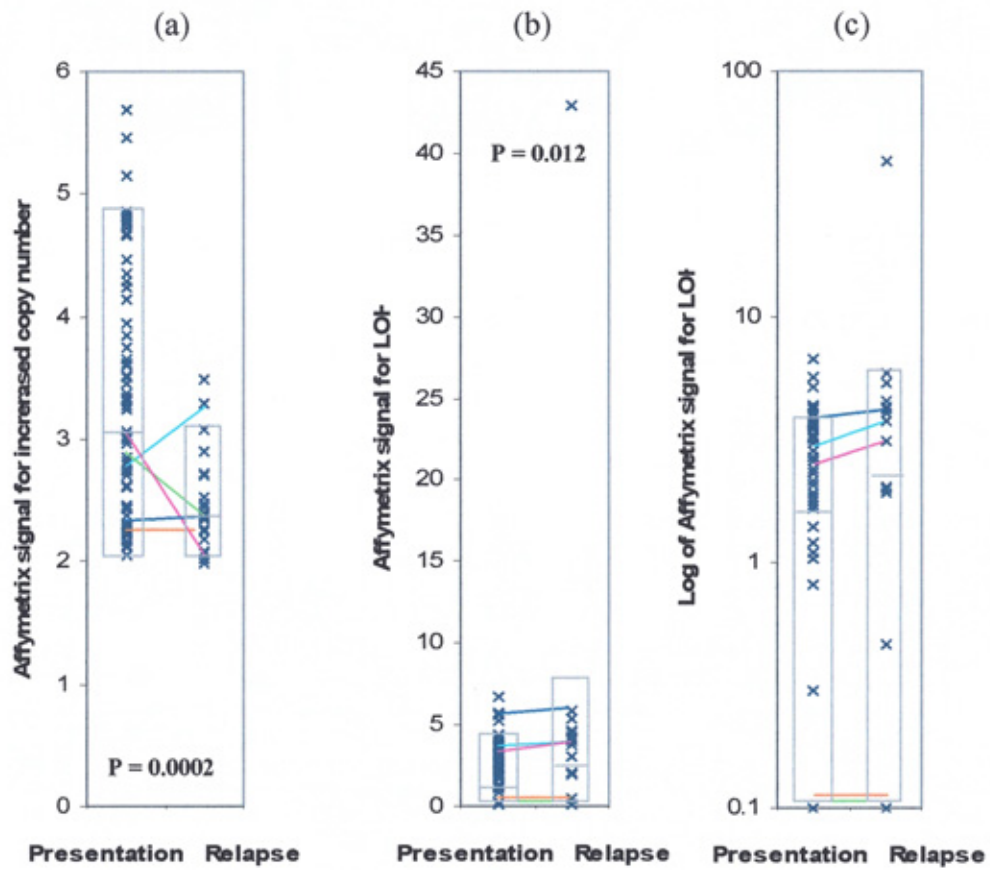 (a)
Affymetrix signal for increrased copy number
6
5
4
3
2
1
0
P = 0.0002
Presentation Relapse
(b)
Affymetrix signal for LOH
45
40
35
30
25
20
15
10
5
0
P = 0.012
Presentation Relapse
(c)
Log of Affymetrix signal for LOH
100
10
1
0.1
Presentation Relapse